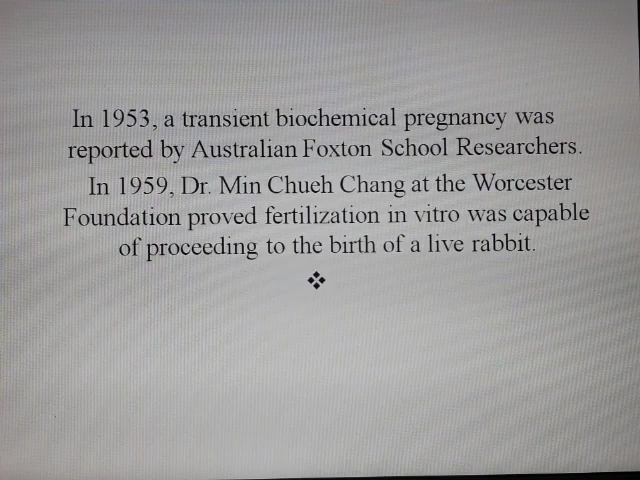 In 1953, a transient biochemical pregnancy was
reported by Australian Foxton School Researchers.
In 1959, Dr. Min Chueh Chang at the Worcester
Foundation proved fertilization in vitro was capable
of proceeding to the birth of a live rabbit.